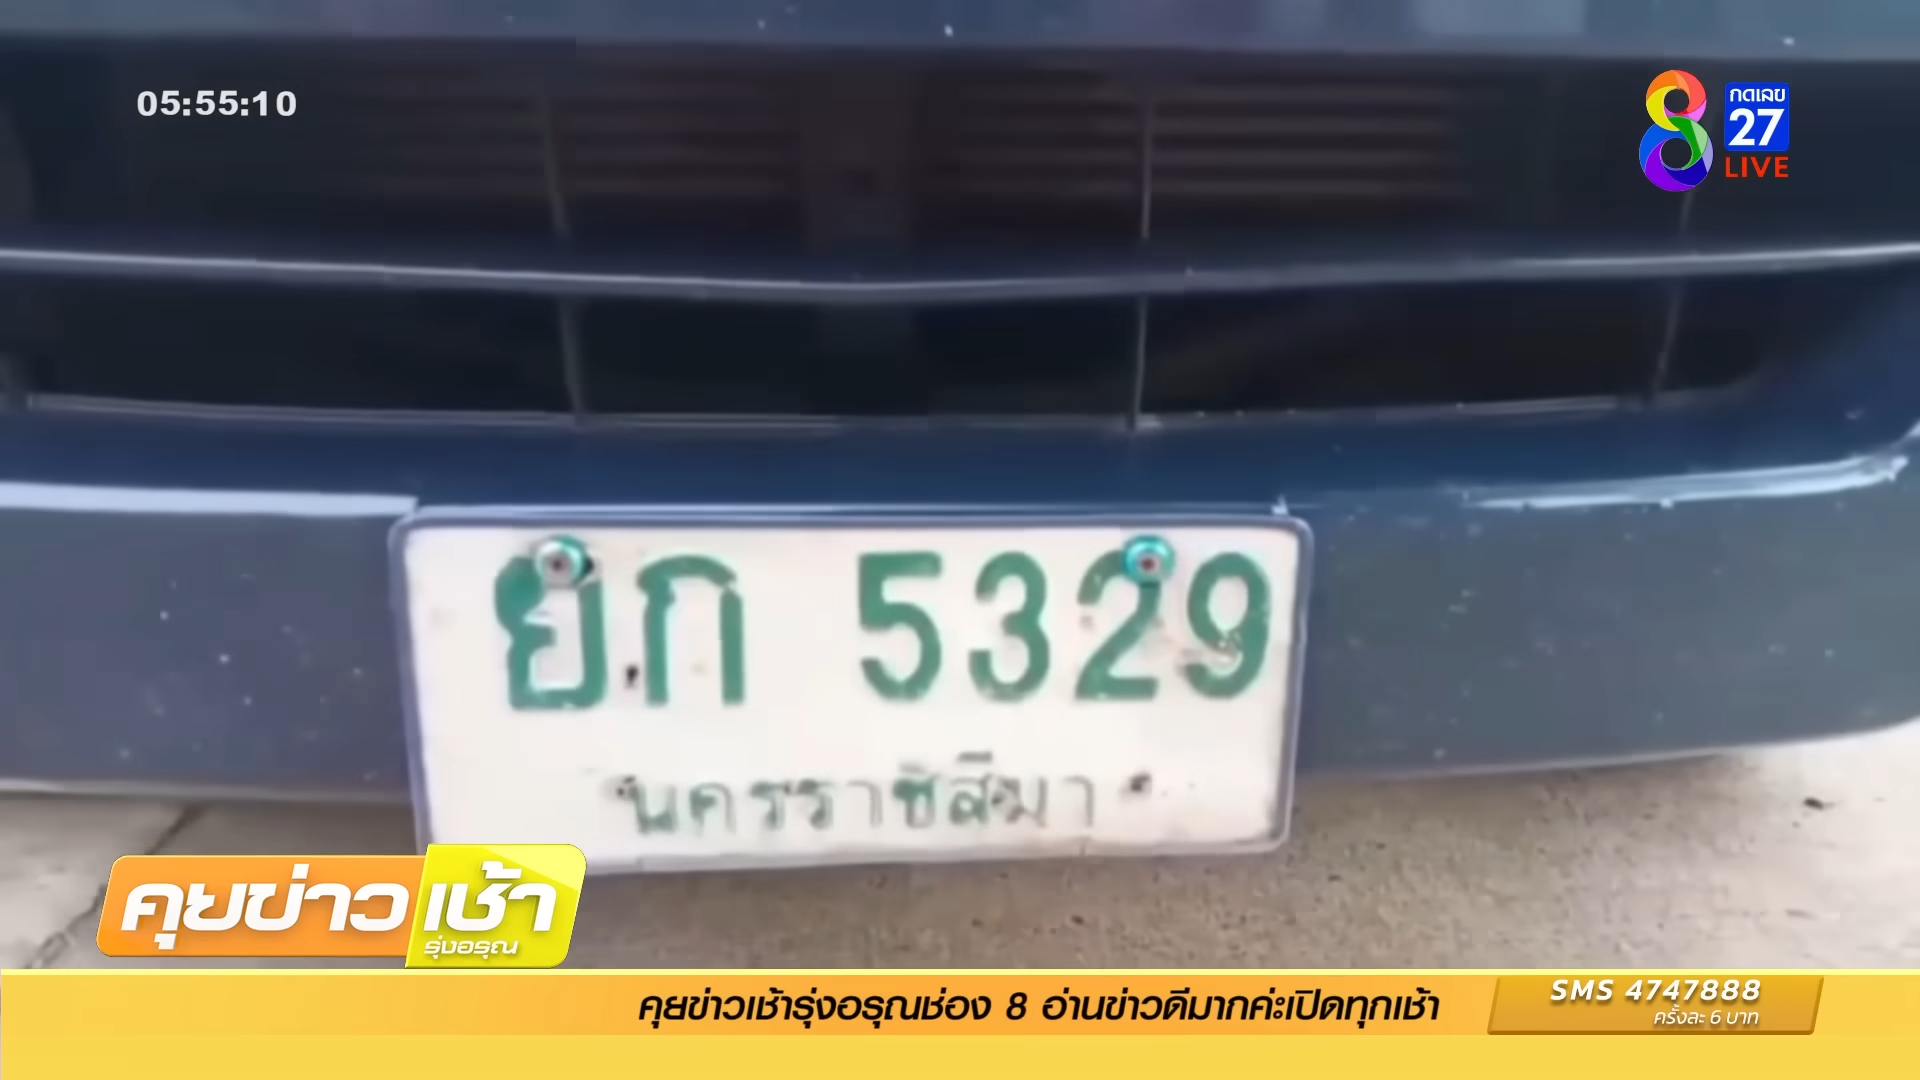 05:55:10
8
กดเลข
27
LIVE
ยก 5329
นครราชสีมา
คุยข่าวเช้า
รุ่งอรุณ
คุยข่าวเช้ารุ่งอรุณช่อง 8 อ่านข่าวดีมากค่ะเปิดทุกเช้า
SMS 4747888
ครั้งละ 6 บาท